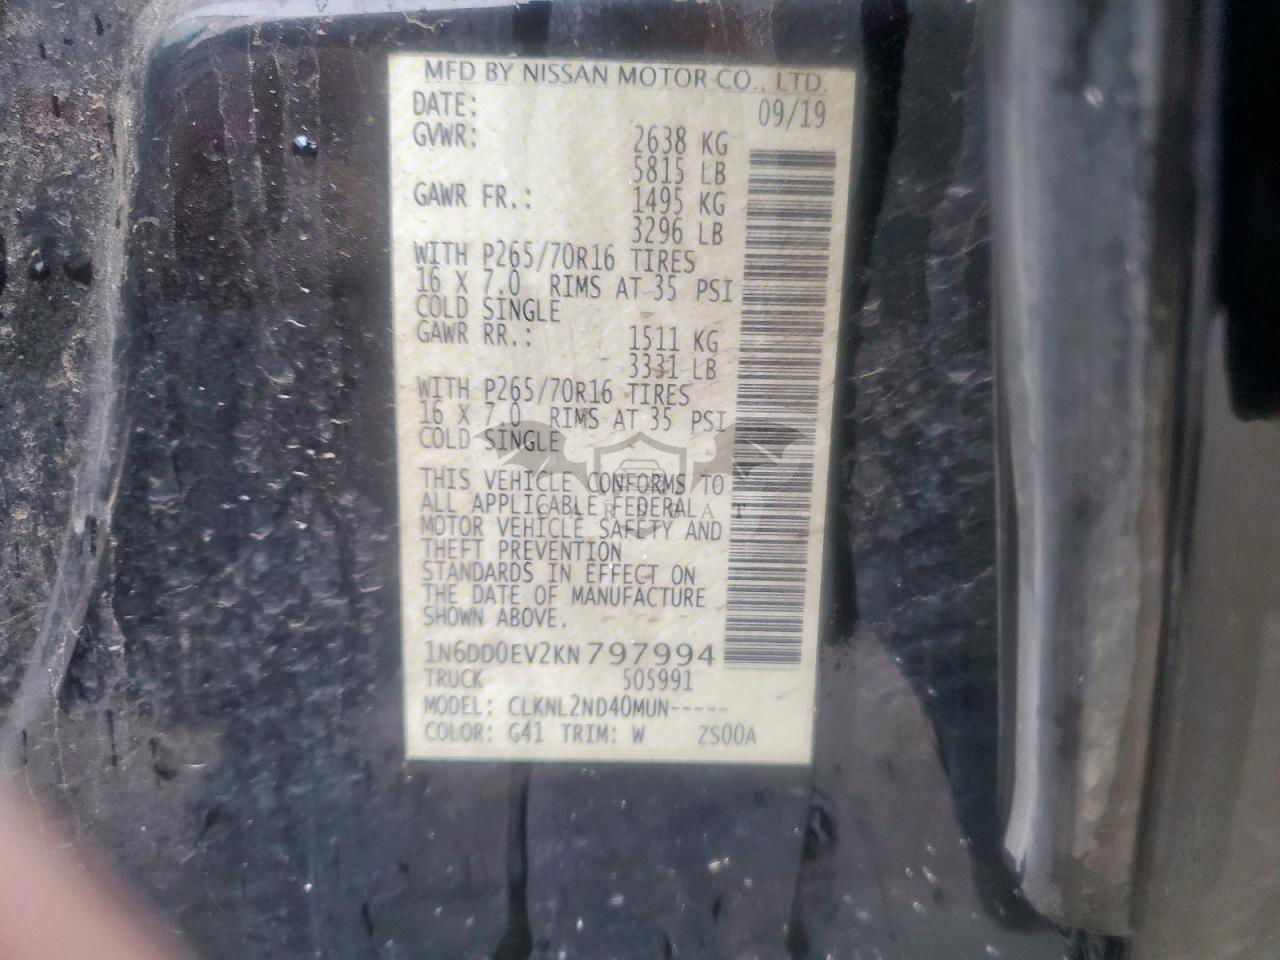 MFD BY NISSAN MOTOR CO., LTD.
DATE: 09/19
GVWR: 2638 KG
5815 LB
GAWR FR.: 1495 KG
3296 LB
WITH P265/70R16 TIRES
16 X 7.0 RIMS AT 35 PSI
COLD SINGLE
GAWR RR.: 1511 KG
3331 LB
WITH P265/70R16 TIRES
16 X 7.0 RIMS AT 35 PSI
COLD SINGLE
THIS VEHICLE CONFORMS TO
ALL APPLICABLE FEDERAL
MOTOR VEHICLE SAFETY AND
THEFT PREVENTION
STANDARDS IN EFFECT ON
THE DATE OF MANUFACTURE
SHOWN ABOVE.
1N6DD0EV2KN797994
TRUCK 505991
MODEL: CLKNL2ND40MUN-----
COLOR: G41 TRIM: W ZS00A